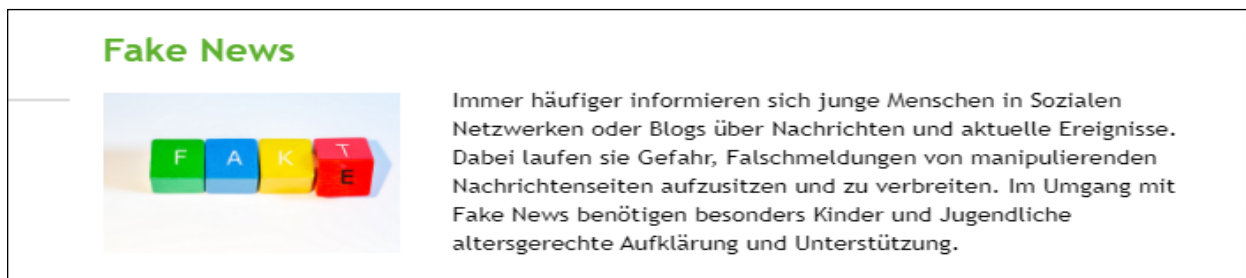 Fake News
F A K T
E
Immer häufiger informieren sich junge Menschen in Sozialen
Netzwerken oder Blogs über Nachrichten und aktuelle Ereignisse.
Dabei laufen sie Gefahr, Falschmeldungen von manipulierenden
Nachrichtenseiten aufzusitzen und zu verbreiten. Im Umgang mit
Fake News benötigen besonders Kinder und Jugendliche
altersgerechte Aufklärung und Unterstützung.